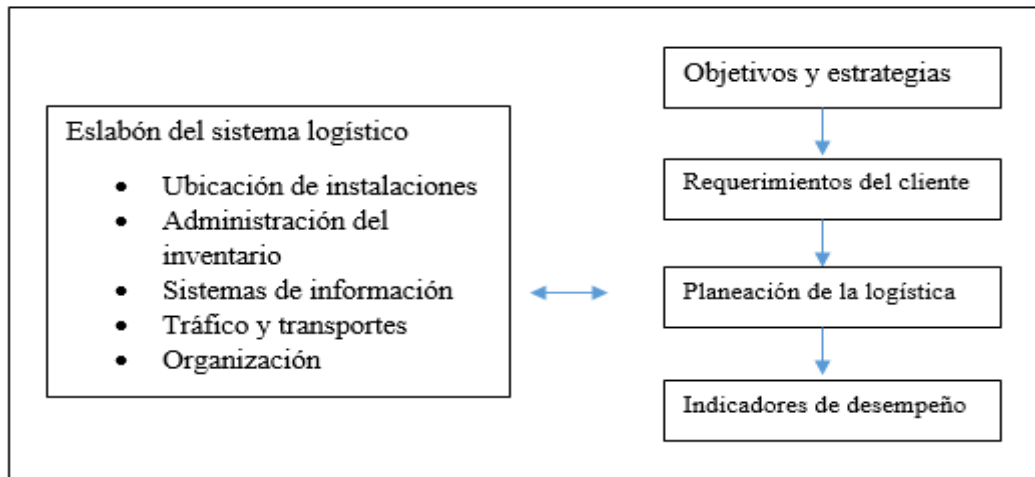 Eslabón del sistema logístico
• Ubicación de instalaciones
• Administración del
inventario
• Sistemas de información
• Tráfico y transportes
• Organización
Objetivos y estrategias
Requerimientos del cliente
Planeación de la logística
Indicadores de desempeño